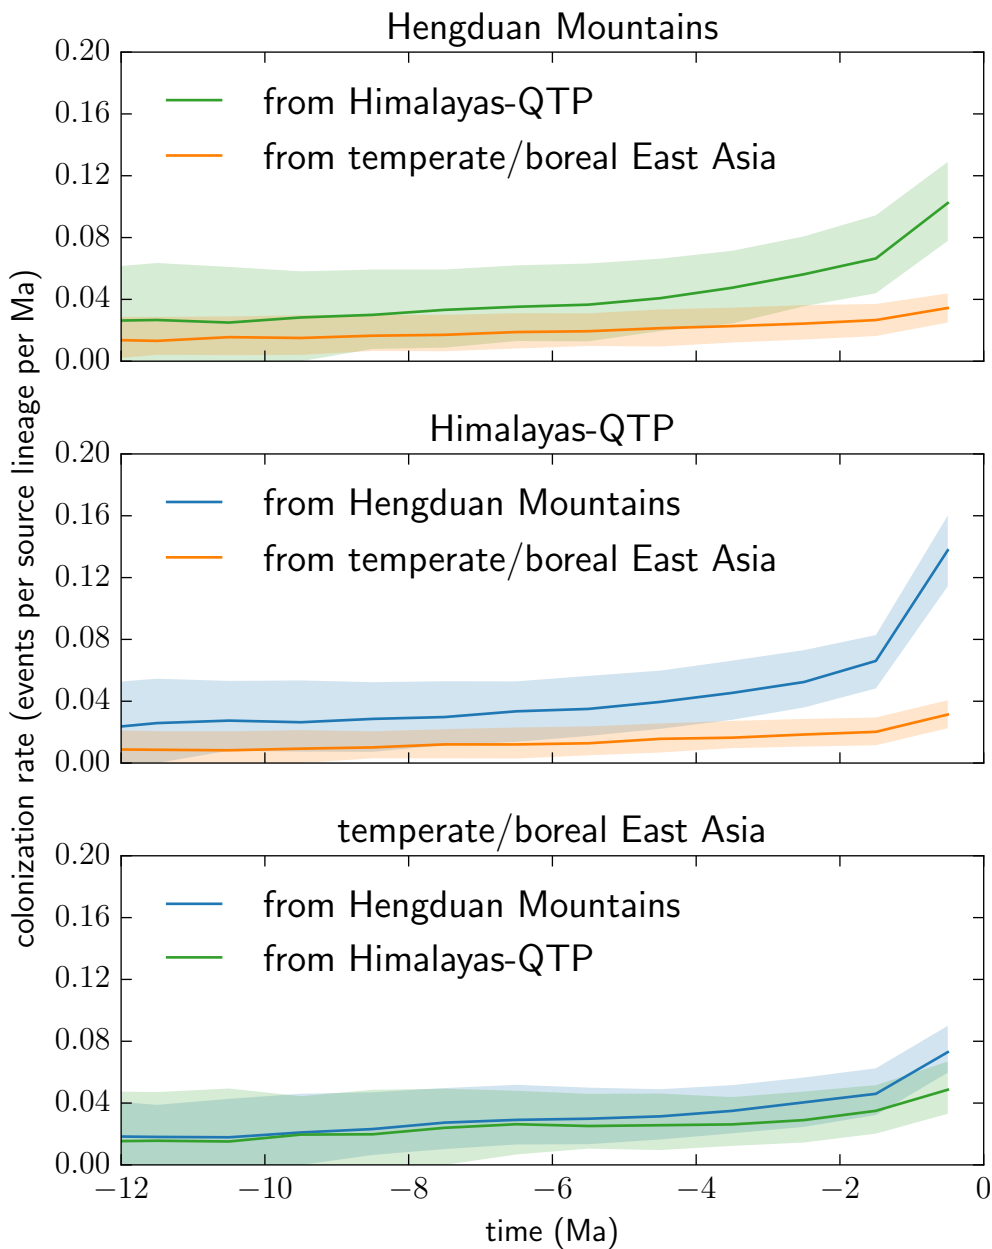 Hengduan Mountains
0.20
0.16
0.12
0.08
0.04
0.00
from Himalayas-QTP
from temperate/boreal East Asia
Himalayas-QTP
0.20
0.16
0.12
0.08
0.04
0.00
from Hengduan Mountains
from temperate/boreal East Asia
colonization rate (events per source lineage per Ma)
temperate/boreal East Asia
0.20
0.16
0.12
0.08
0.04
0.00
from Hengduan Mountains
from Himalayas-QTP
−12 −10 −8 −6 −4 −2 0
time (Ma)